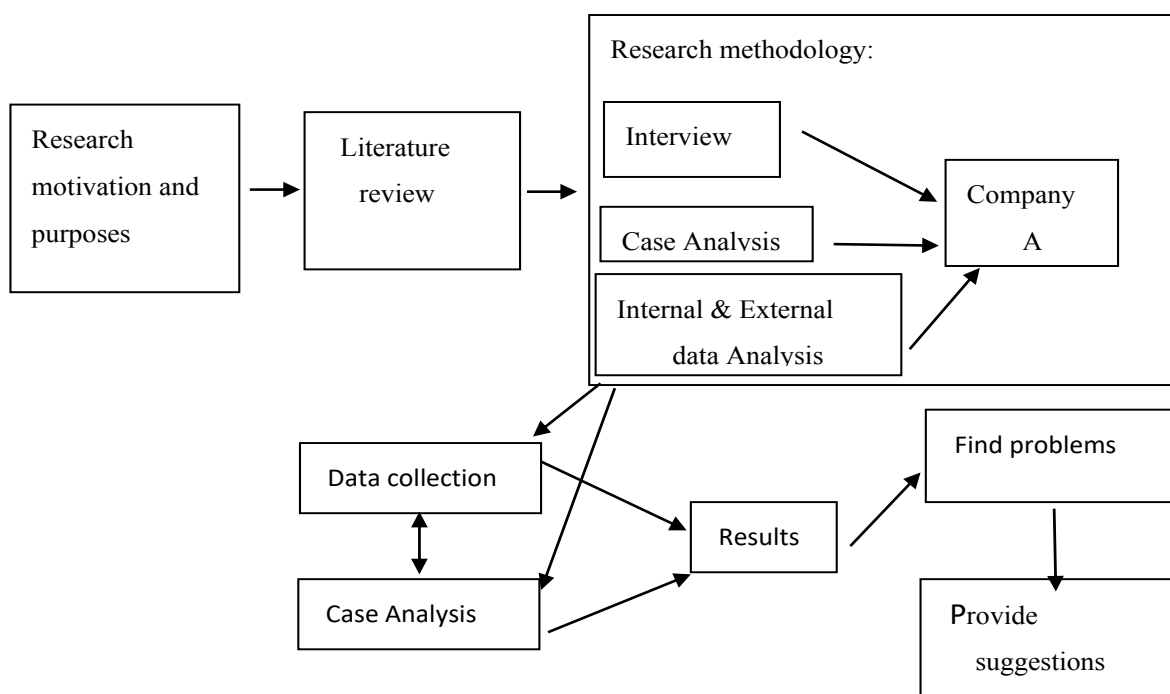 Research methodology:
Research
motivation and
purposes
Literature
review
Interview
Case Analysis
Internal & External
data Analysis
Company
A
Data collection
Case Analysis
Results
Find problems
Provide
suggestions